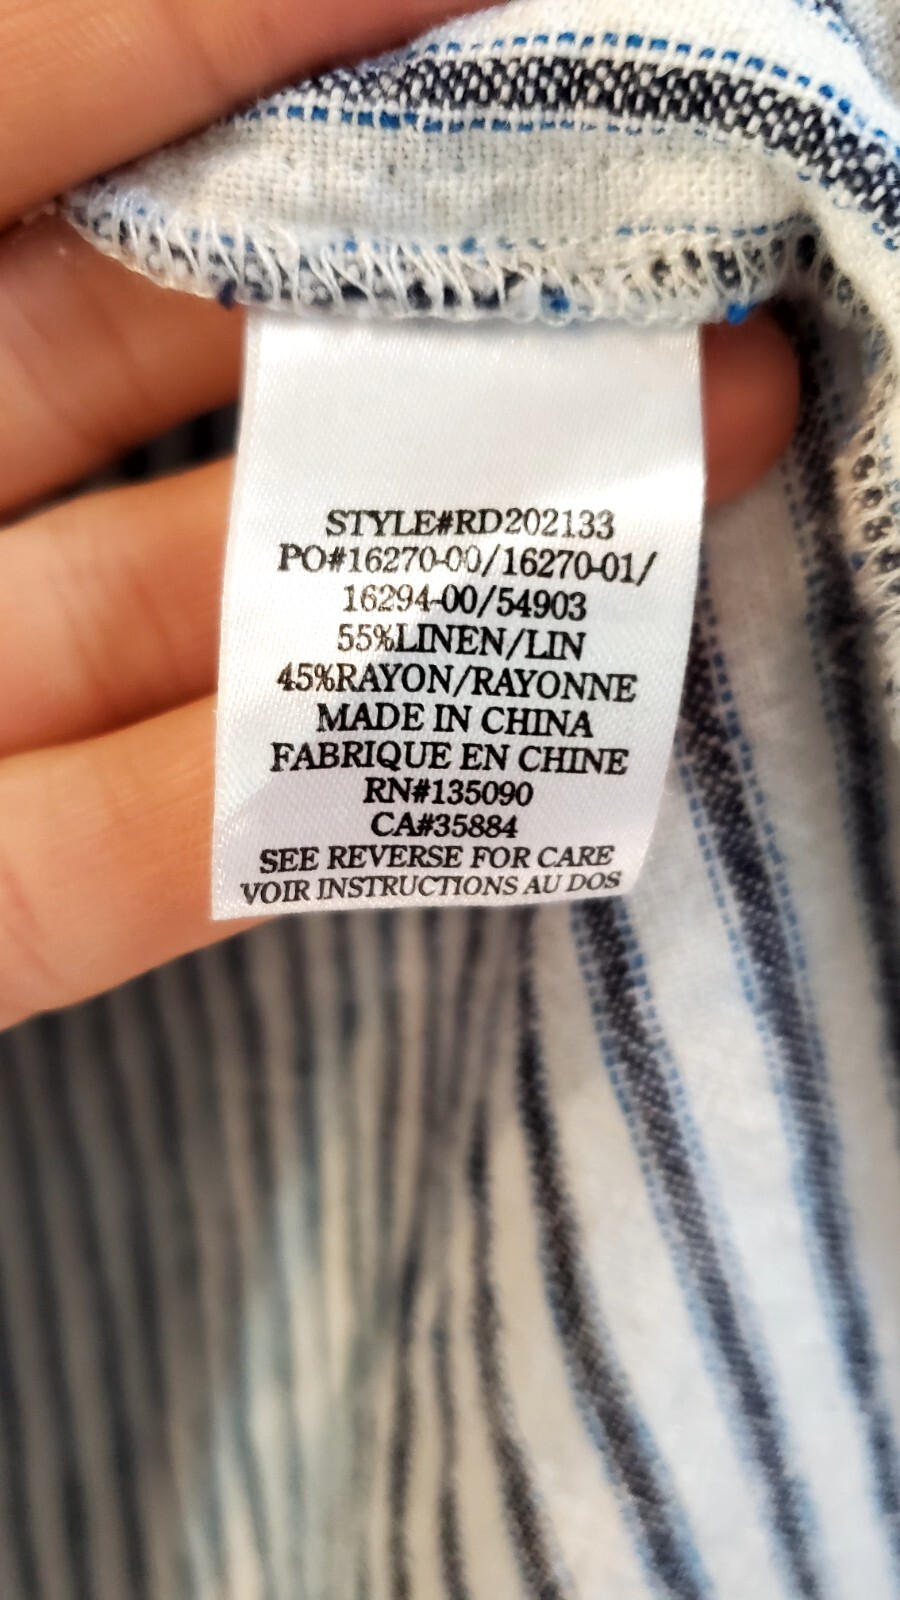 STYLE#RD202133
PO#16270-00/16270-01/
16294-00/54903
55%LINEN/LIN
45%RAYON/RAYONNE
MADE IN CHINA
FABRIQUE EN CHINE
RN#135090
CA#35884
SEE REVERSE FOR CARE
VOIR INSTRUCTIONS AU DOS